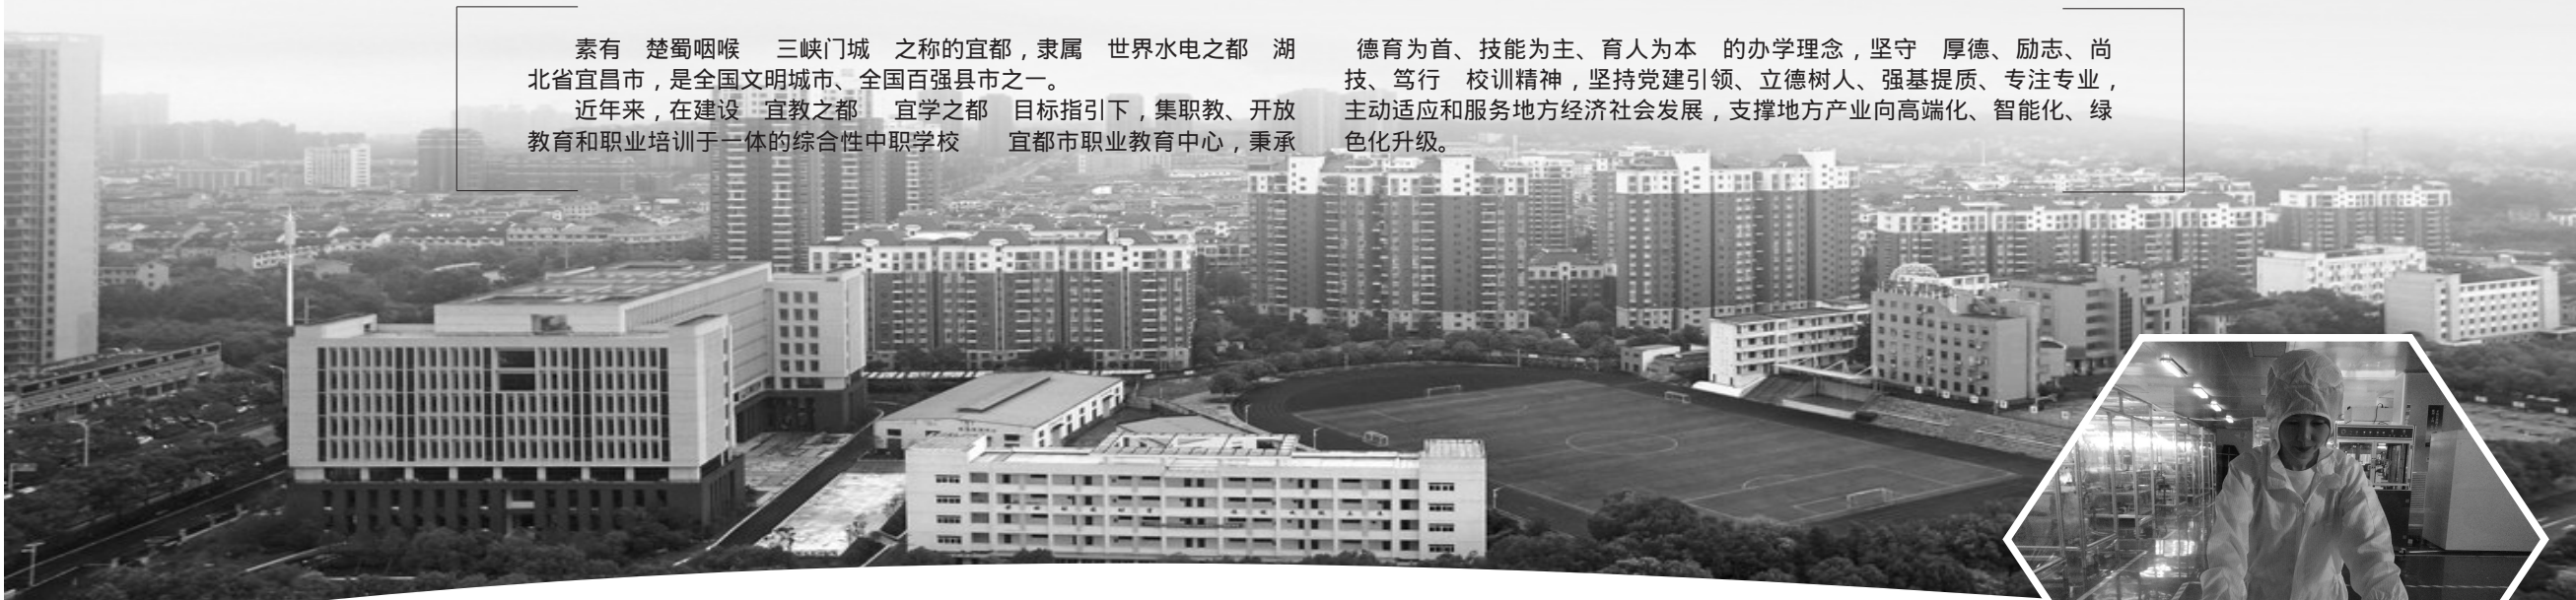 素有 楚蜀咽喉 三峡门城 之称的宜都，隶属 世界水电之都 湖
北省宜昌市，是全国文明城市、全国百强县市之一。
近年来，在建设 宜教之都 宜学之都 目标指引下，集职教、开放
教育和职业培训于一体的综合性中职学校 宜都市职业教育中心，秉承
德育为首、技能为主、育人为本 的办学理念，坚守 厚德、励志、尚
技、笃行 校训精神，坚持党建引领、立德树人、强基提质、专注专业，
主动适应和服务地方经济社会发展，支撑地方产业向高端化、智能化、绿
色化升级。